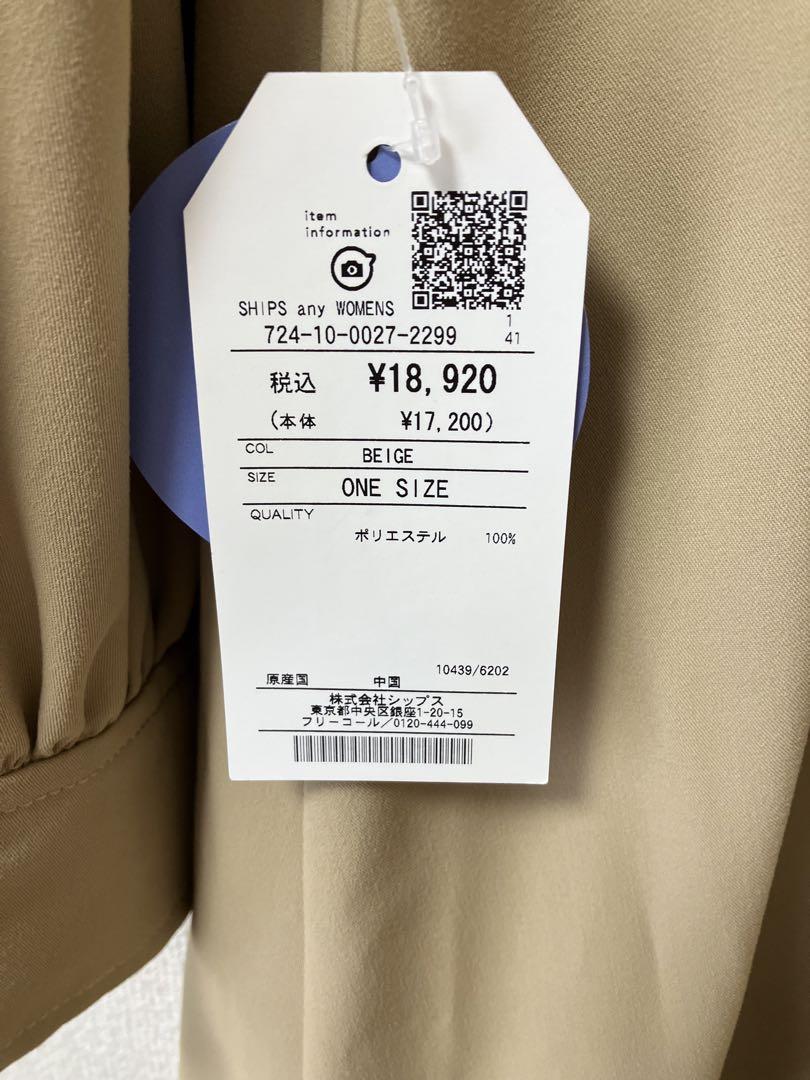 item
information
SHIPS any WOMENS
1
724-10-0027-2299
41
税込 ¥18,920
(本体 ¥17,200)
COL BEIGE
SIZE ONE SIZE
QUALITY
ポリエステル 100%
10439/6202
原産国 中国
株式会社シップス
東京都中央区銀座1-20-15
フリーコール/0120-444-099